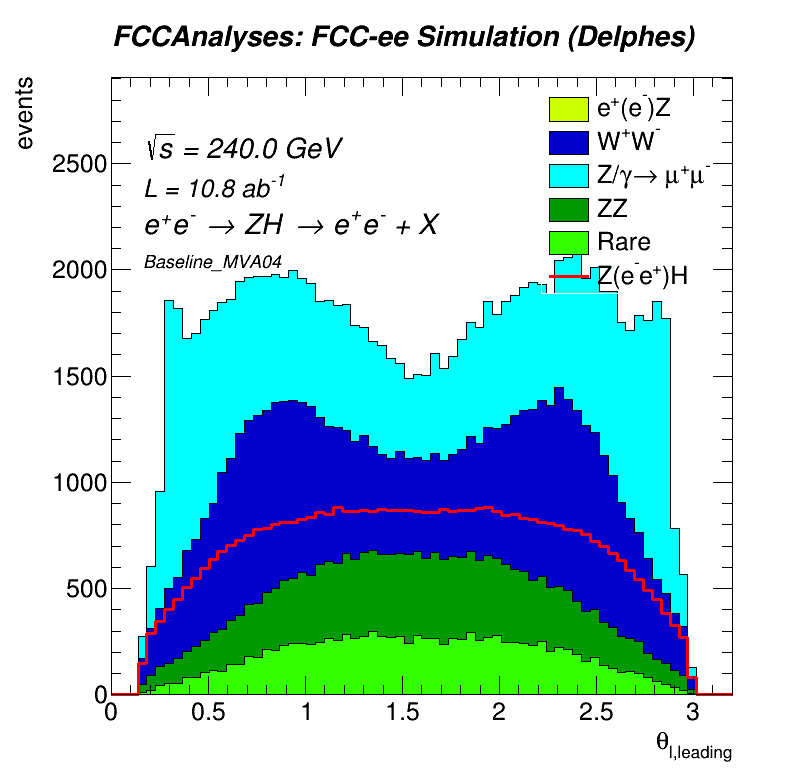 FCCAnalyses: FCC-ee Simulation (Delphes)
events
√s = 240.0 GeV
L = 10.8 ab⁻¹
e⁺e⁻ → ZH → e⁺e⁻ + X
Baseline_MVA04
e⁺(e⁻)Z
W⁺W⁻
Z/γ→ μ⁺μ⁻
ZZ
Rare
Z(e⁻e⁺)H
2500
2000
1500
1000
500
0
0 0.5 1 1.5 2 2.5 3
θl,leading